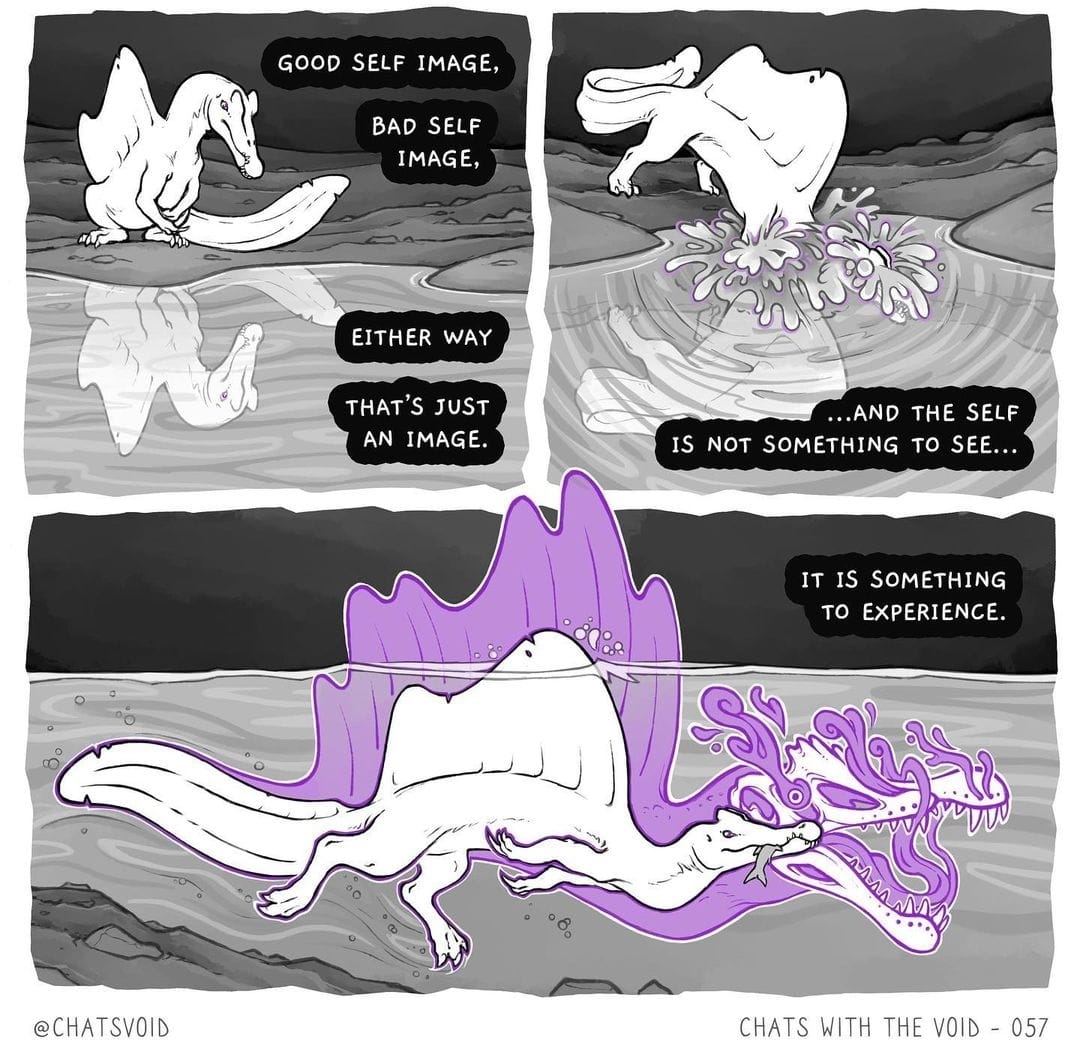 GOOD SELF IMAGE,
BAD SELF
IMAGE,
EITHER WAY
THAT'S JUST
AN IMAGE.
...AND THE SELF
IS NOT SOMETHING TO SEE...
IT IS SOMETHING
TO EXPERIENCE.
@CHATSVOID
CHATS WITH THE VOID - 057